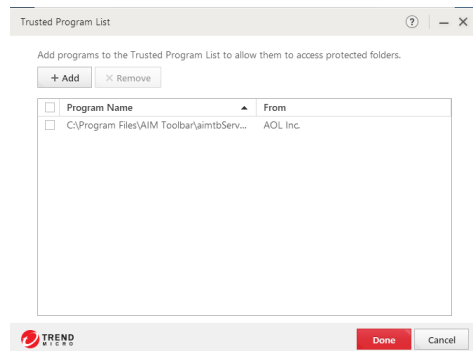 Trusted Program List
Add programs to the Trusted Program List to allow them to access protected folders.
+ Add × Remove
Program Name From
C:\Program Files\AIM Toolbar\aimtbServ... AOL Inc.
TREND
MICRO
Done Cancel